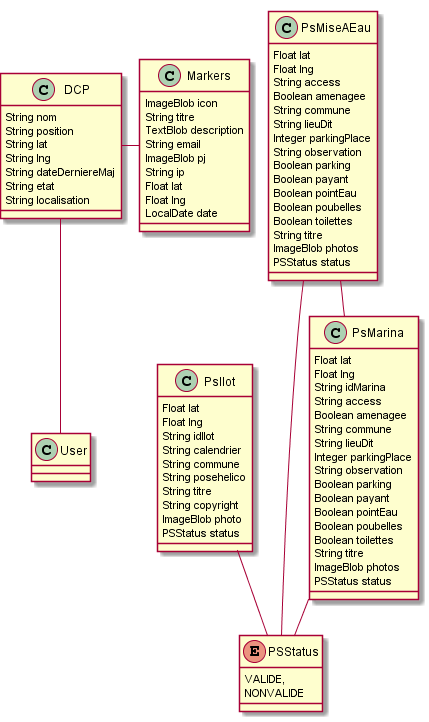 C PsMiseAEau
Float lat
Float lng
String access
Boolean amenagee
String commune
String lieuDit
Integer parkingPlace
String observation
Boolean parking
Boolean payant
Boolean pointEau
Boolean poubelles
Boolean toilettes
String titre
ImageBlob photos
PSStatus status
C Markers
ImageBlob icon
String titre
TextBlob description
String email
ImageBlob pj
String ip
Float lat
Float lng
LocalDate date
C DCP
String nom
String position
String lat
String lng
String dateDerniereMaj
String etat
String localisation
C PsMarina
Float lat
Float lng
String idMarina
String access
Boolean amenagee
String commune
String lieuDit
Integer parkingPlace
String observation
Boolean parking
Boolean payant
Boolean pointEau
Boolean poubelles
Boolean toilettes
String titre
ImageBlob photos
PSStatus status
C PsIlot
Float lat
Float lng
String idIlot
String calendrier
String commune
String posehelico
String titre
String copyright
ImageBlob photo
PSStatus status
C User
E PSStatus
VALIDE,
NONVALIDE